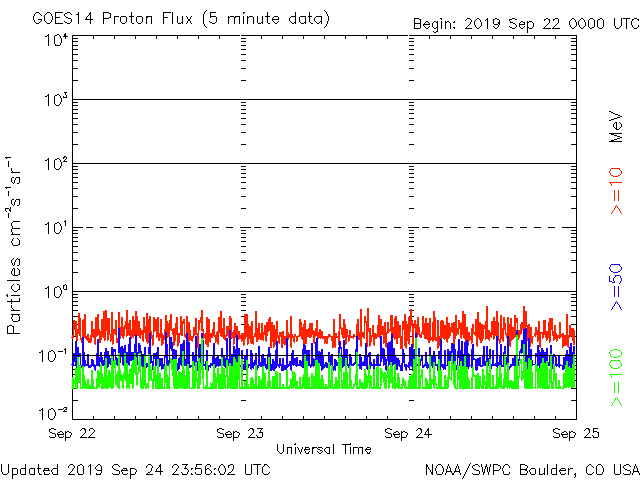 GOES14 Proton Flux (5 minute data)
Begin: 2019 Sep 22 0000 UTC
10⁴
10³
10²
10¹
10⁰
10⁻¹
10⁻²
Particles cm⁻²s⁻¹sr⁻¹
MeV
>=10
>=50
>=100
Sep 22
Sep 23
Sep 24
Sep 25
Universal Time
Updated 2019 Sep 24 23:56:02 UTC
NOAA/SWPC Boulder, CO USA